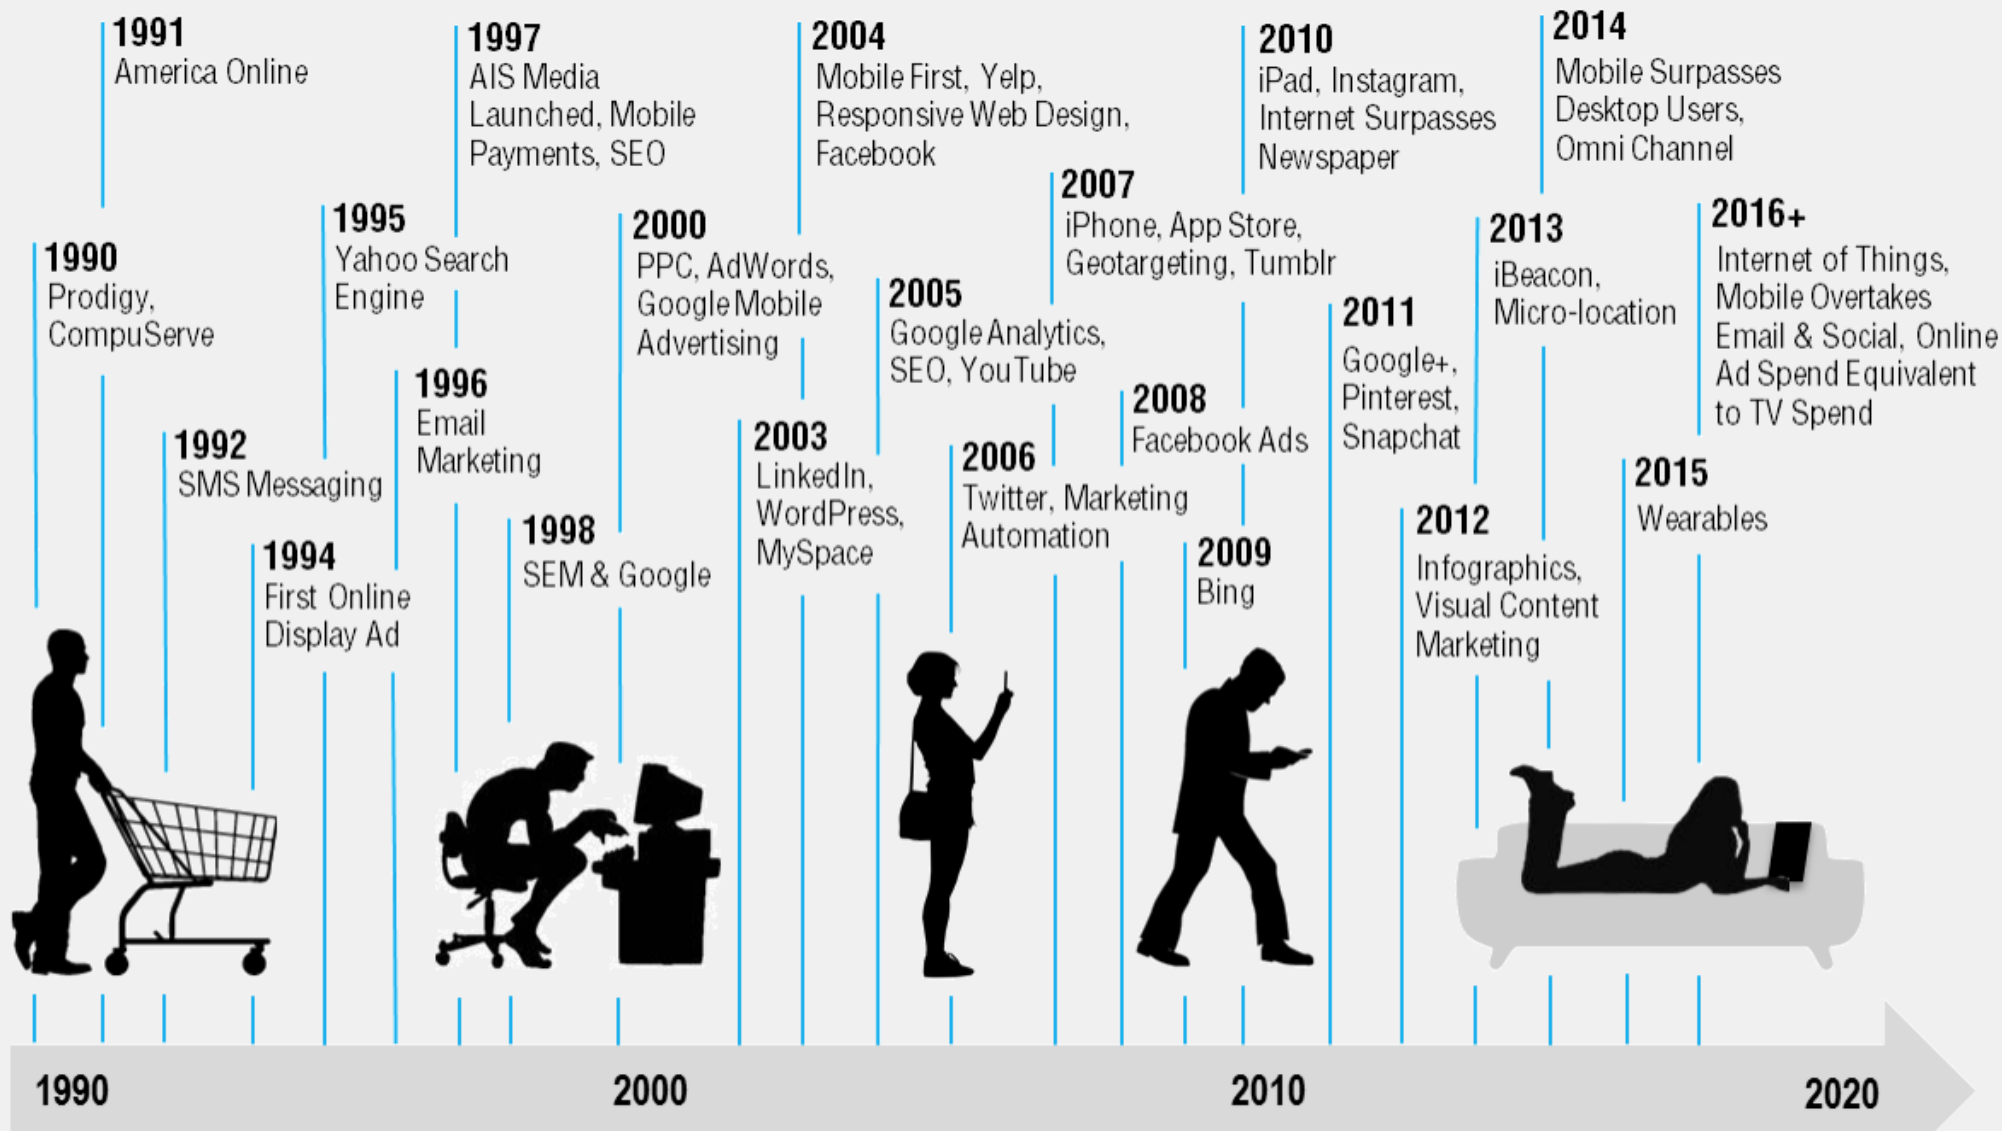 1991
America Online
1997
AIS Media
Launched, Mobile
Payments, SEO
2004
Mobile First, Yelp,
Responsive Web Design,
Facebook
2010
iPad, Instagram,
Internet Surpasses
Newspaper
2014
Mobile Surpasses
Desktop Users,
Omni Channel
1990
Prodigy,
CompuServe
1995
Yahoo Search
Engine
2000
PPC, AdWords,
Google Mobile
Advertising
2007
iPhone, App Store,
Geotargeting, Tumblr
2013
iBeacon,
Micro-location
2016+
Internet of Things,
Mobile Overtakes
Email & Social, Online
Ad Spend Equivalent
to TV Spend
2005
Google Analytics,
SEO, YouTube
2011
Google+,
Pinterest,
Snapchat
1992
SMS Messaging
1996
Email
Marketing
2003
LinkedIn,
WordPress,
MySpace
2008
Facebook Ads
2006
Twitter, Marketing
Automation
2015
Wearables
1994
First Online
Display Ad
1998
SEM & Google
2009
Bing
2012
Infographics,
Visual Content
Marketing
1990
2000
2010
2020